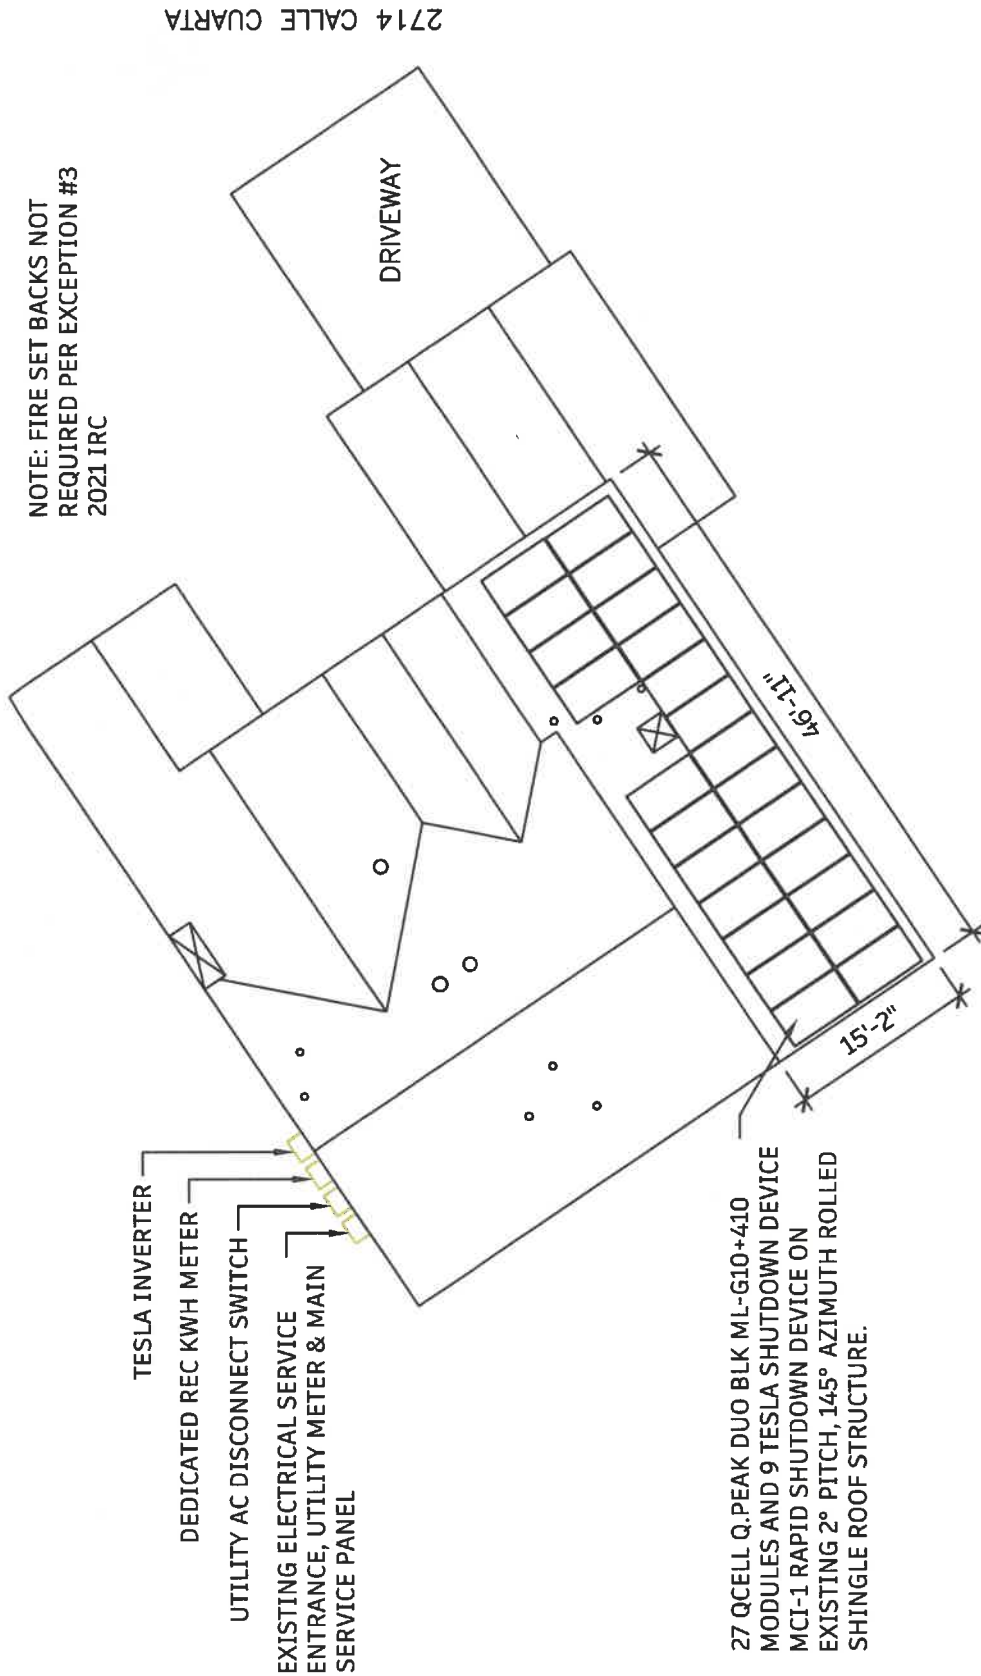 NOTE: FIRE SET BACKS NOT
REQUIRED PER EXCEPTION #3
2021 IRC
2714 CALLE CUARTA
DRIVEWAY
TESLA INVERTER
DEDICATED REC KWH METER
UTILITY AC DISCONNECT SWITCH
EXISTING ELECTRICAL SERVICE
ENTRANCE, UTILITY METER & MAIN
SERVICE PANEL
46'-11"
15'-2"
27 QCELL Q.PEAK DUO BLK ML-G10+410
MODULES AND 9 TESLA SHUTDOWN DEVICE
MCI-1 RAPID SHUTDOWN DEVICE ON
EXISTING 2° PITCH, 145° AZIMUTH ROLLED
SHINGLE ROOF STRUCTURE.